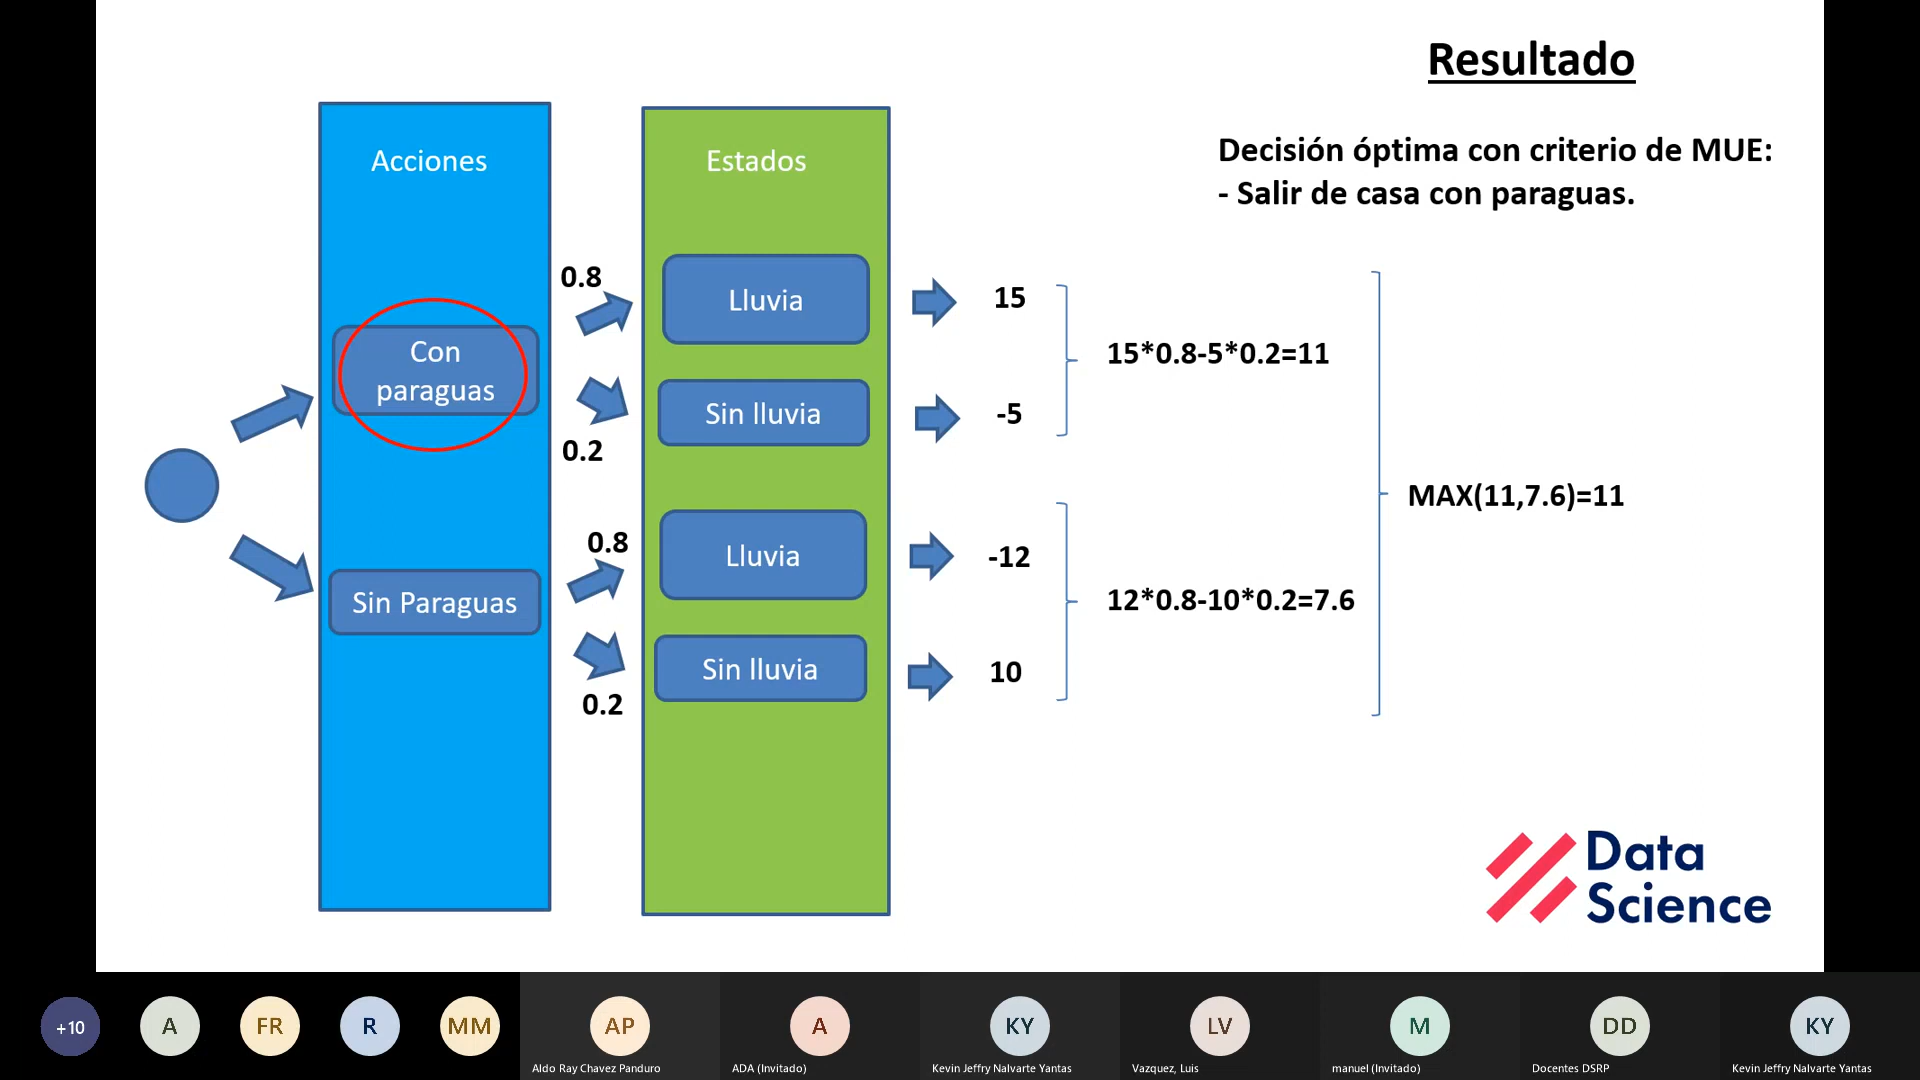 Resultado
Decisión óptima con criterio de MUE:
- Salir de casa con paraguas.
Acciones
Estados
0.8
Lluvia
15
Con
paraguas
15*0.8-5*0.2=11
Sin lluvia
-5
0.2
MAX(11,7.6)=11
0.8
Lluvia
-12
Sin Paraguas
12*0.8-10*0.2=7.6
Sin lluvia
10
0.2
Data
Science
+10
A
FR
R
MM
AP
A
KY
LV
M
DD
KY
Aldo Ray Chavez Panduro
ADA (Invitado)
Kevin Jeffry Nalvarte Yantas
Vazquez, Luis
manuel (Invitado)
Docentes DSRP
Kevin Jeffry Nalvarte Yantas